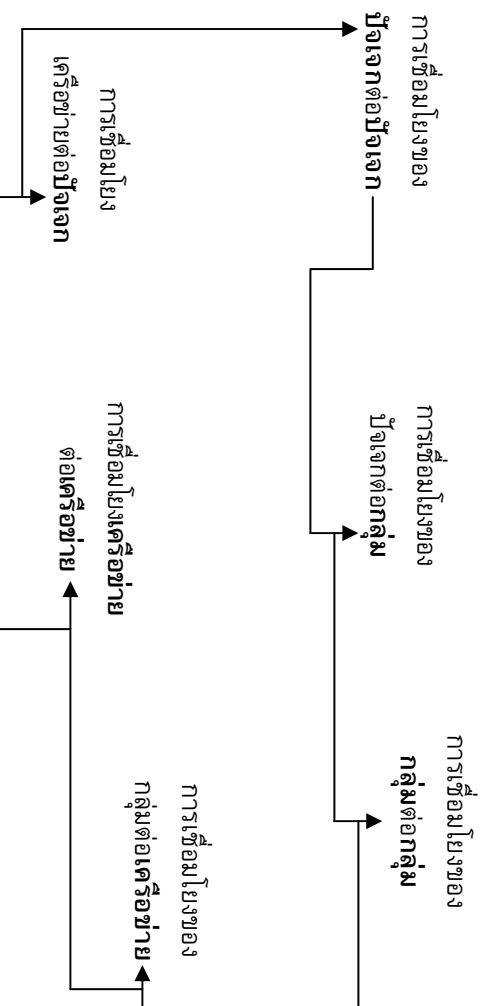 การเชื่อมโยงของ
ปัจเจกต่อปัจเจก
การเชื่อมโยงของ
ปัจเจกต่อกลุ่ม
การเชื่อมโยงของ
กลุ่มต่อกลุ่ม
การเชื่อมโยง
เครือข่ายต่อปัจเจก
การเชื่อมโยงเครือข่าย
ต่อเครือข่าย
การเชื่อมโยงของ
กลุ่มต่อเครือข่าย